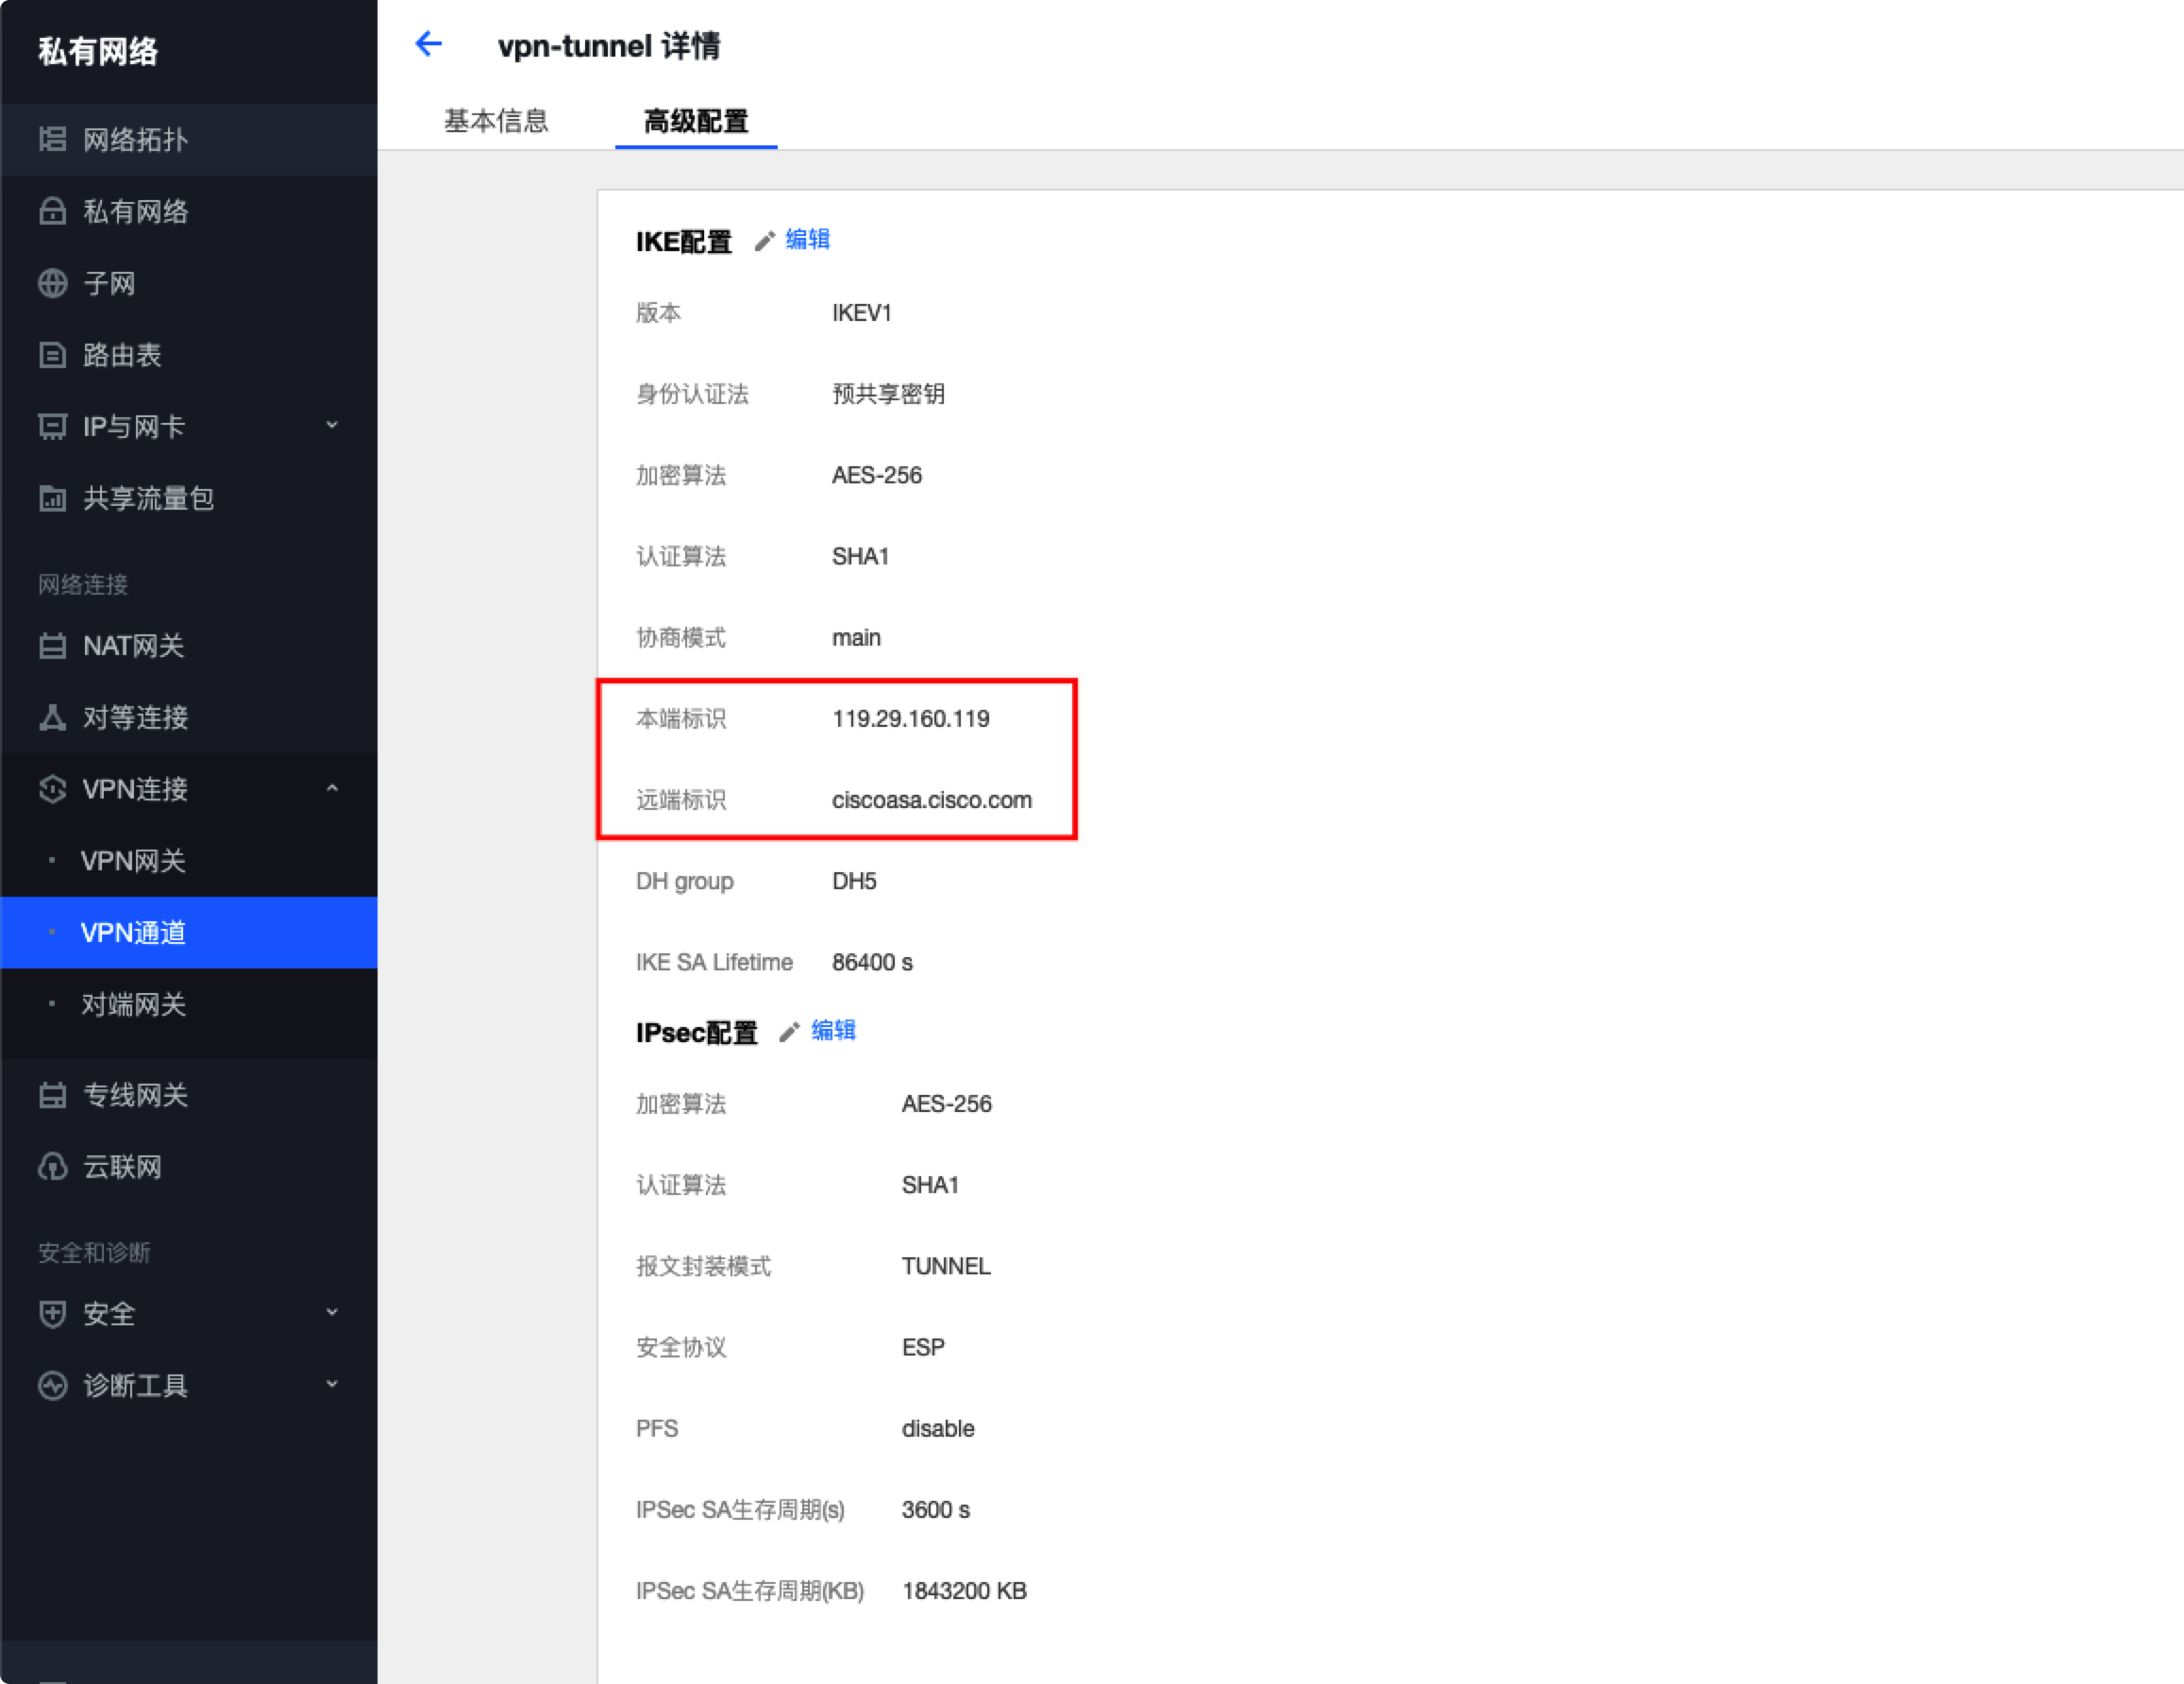 私有网络
网络拓扑
私有网络
子网
路由表
IP与网卡
共享流量包
网络连接
NAT网关
对等连接
VPN连接
VPN网关
VPN通道
对端网关
专线网关
云联网
安全和诊断
安全
诊断工具
vpn-tunnel 详情
基本信息 高级配置
IKE配置 编辑
版本 IKEV1
身份认证法 预共享密钥
加密算法 AES-256
认证算法 SHA1
协商模式 main
本端标识 119.29.160.119
远端标识 ciscoasa.cisco.com
DH group DH5
IKE SA Lifetime 86400 s
IPsec配置 编辑
加密算法 AES-256
认证算法 SHA1
报文封装模式 TUNNEL
安全协议 ESP
PFS disable
IPSec SA生存周期(s) 3600 s
IPSec SA生存周期(KB) 1843200 KB